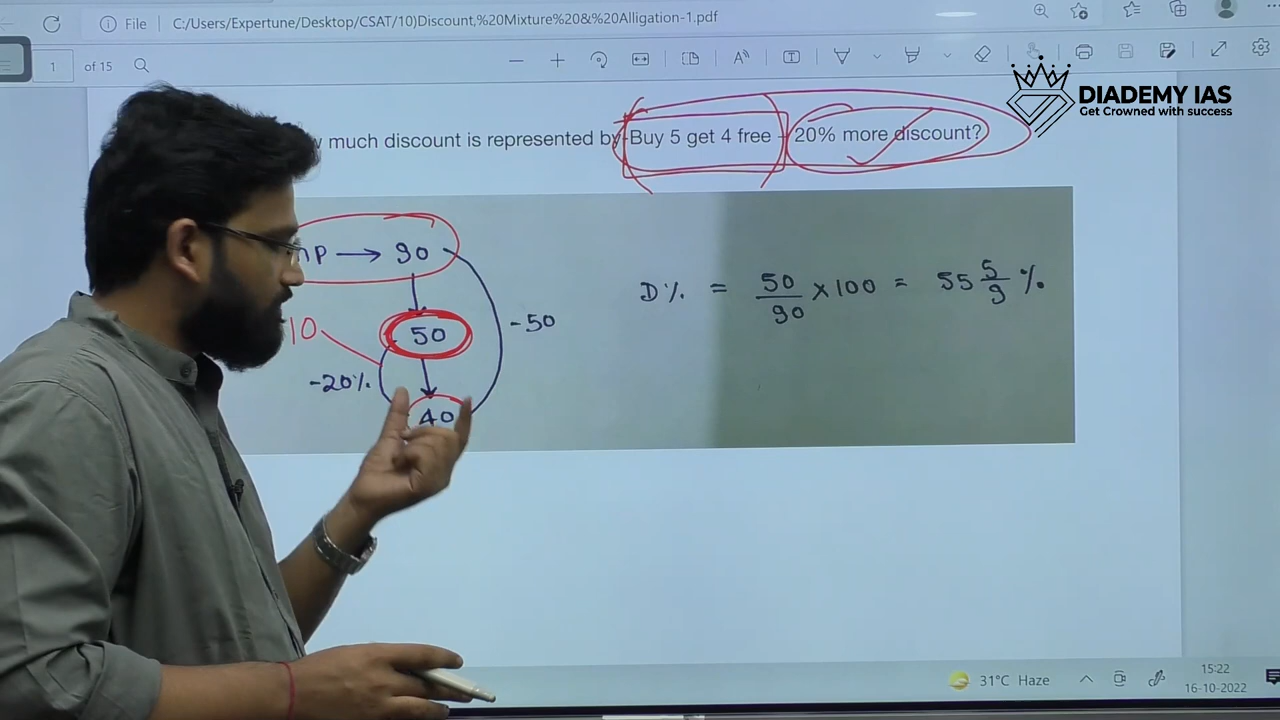 File C:/Users/Expertune/Desktop/CSAT/10)Discount,%20Mixture%20&%20Alligation-1.pdf
1 of 15
DIADEMY IAS
Get Crowned with success
much discount is represented by Buy 5 get 4 free + 20% more discount?
MP → 90
D% = 50/90 × 100 = 55 5/9 %
10
50
-50
-20%
40
31°C Haze
15:22
16-10-2022